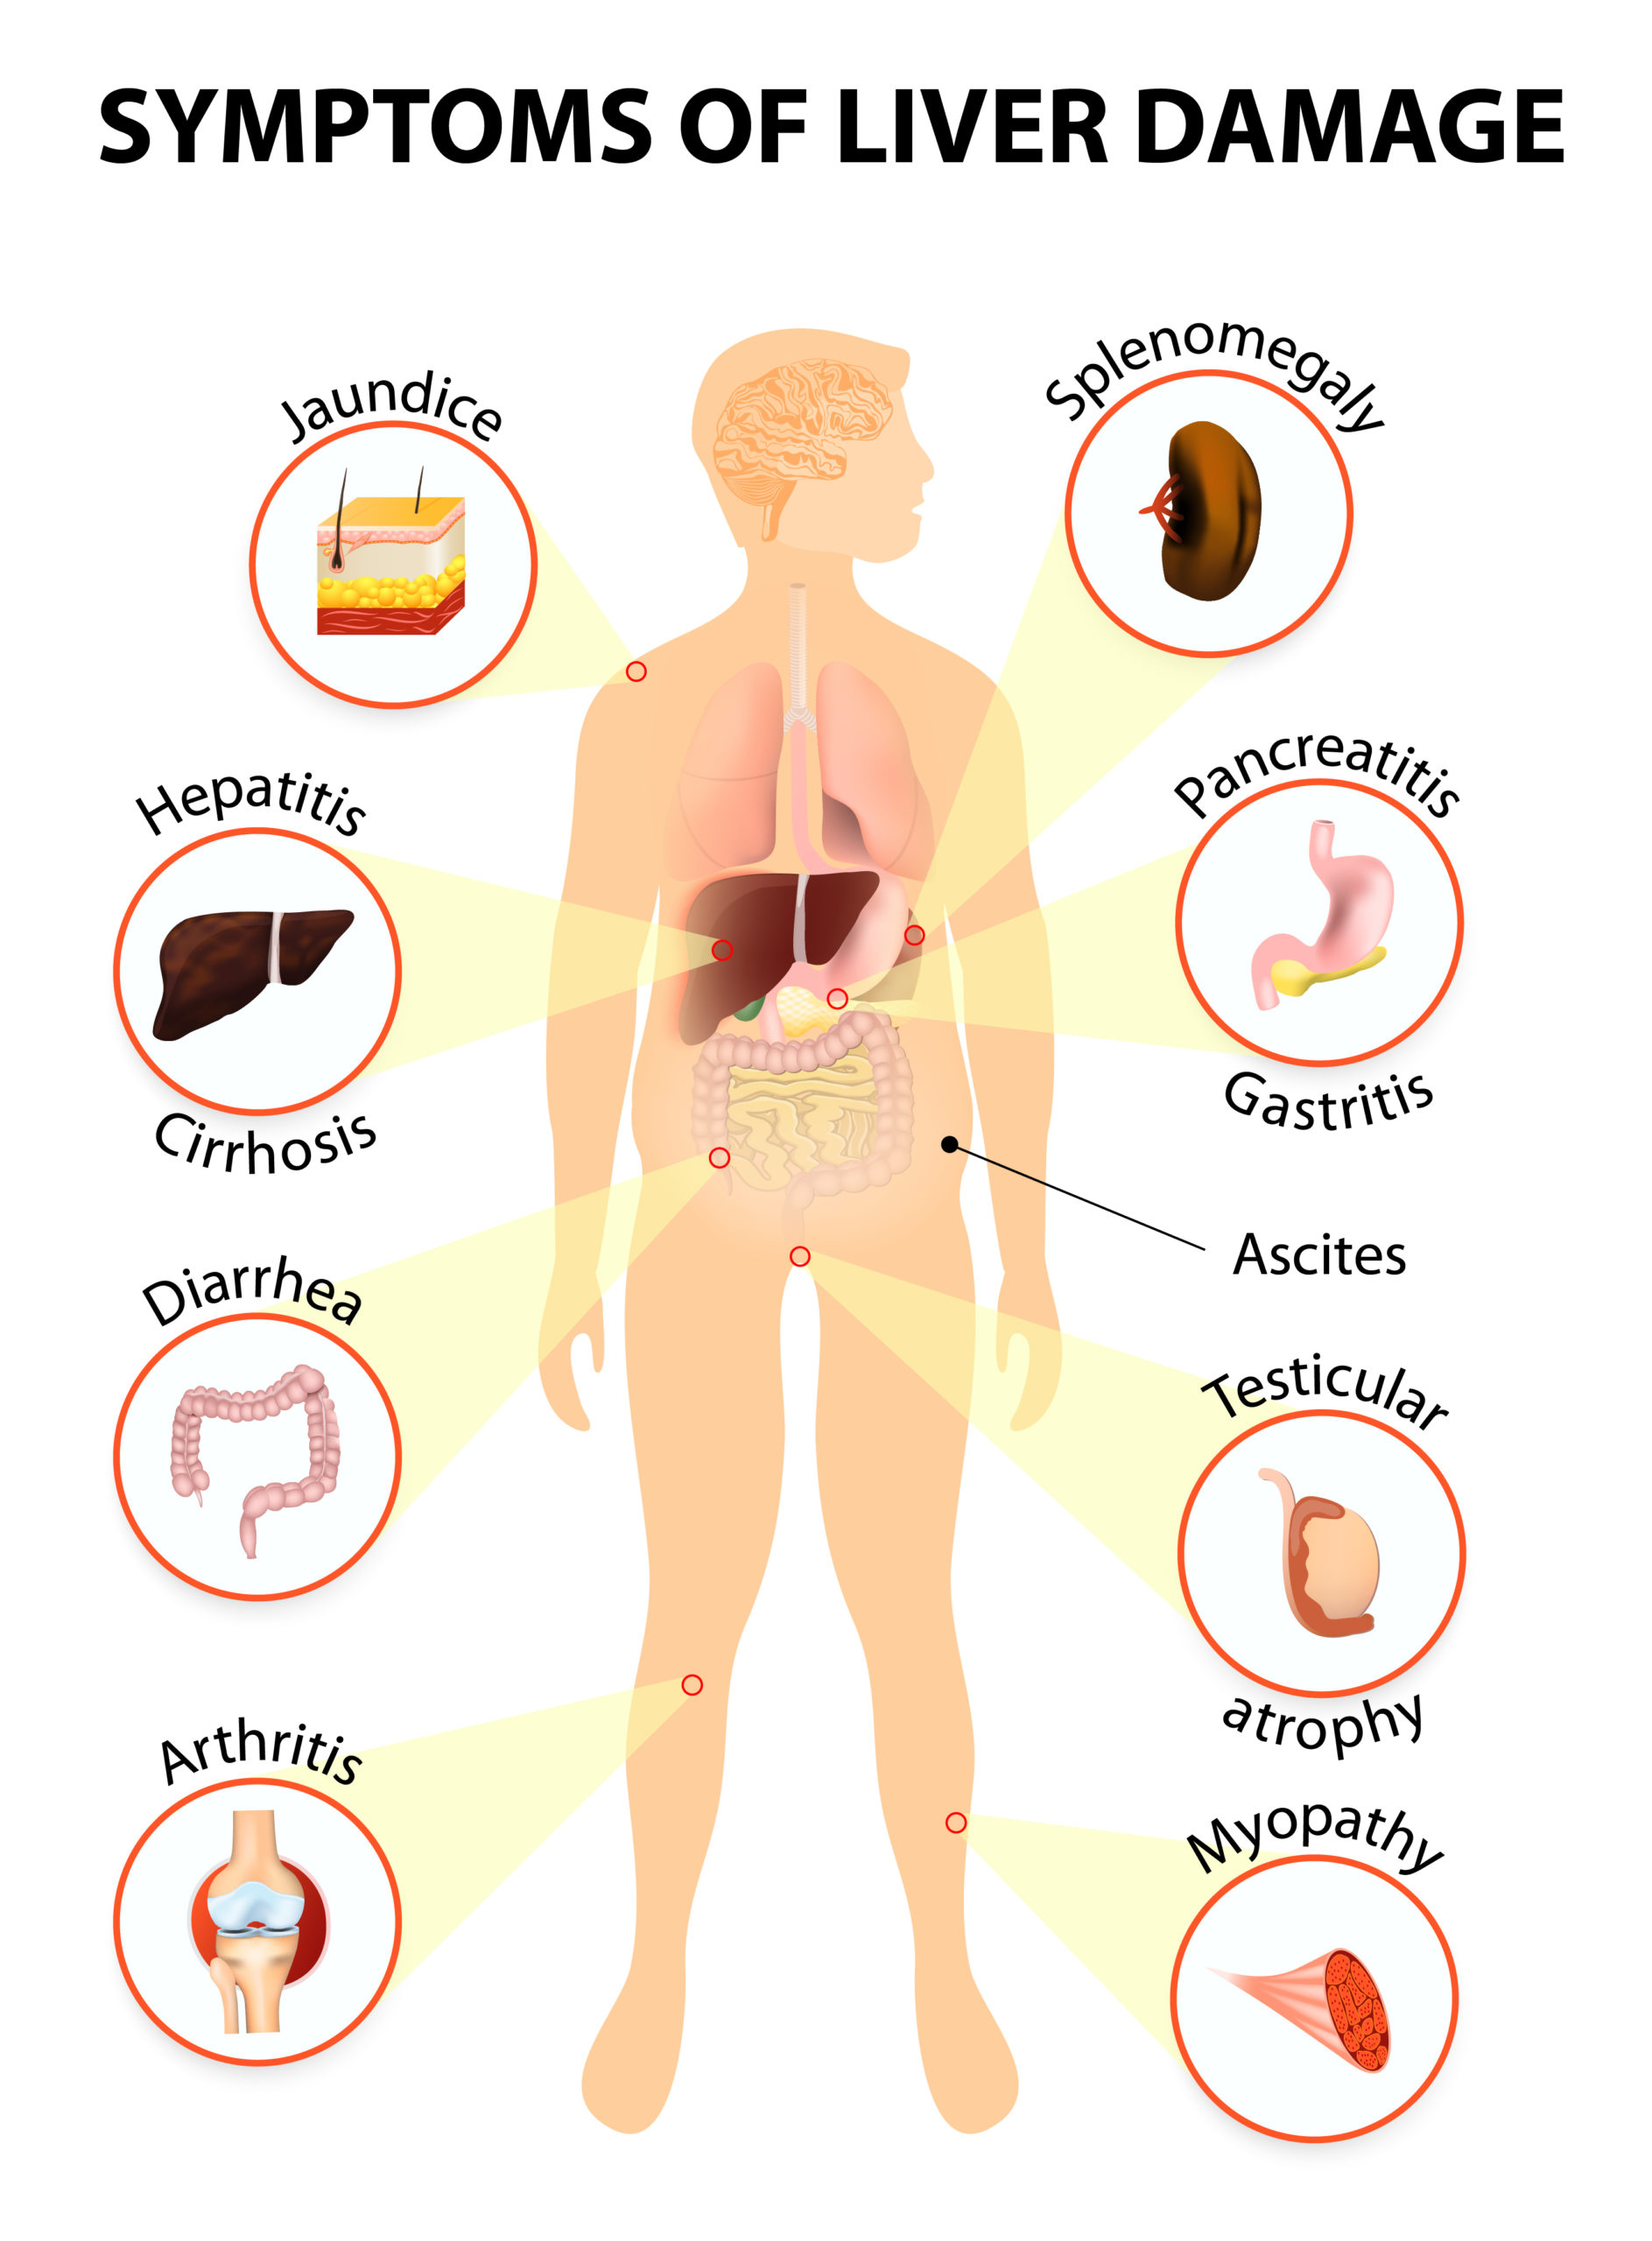 SYMPTOMS OF LIVER DAMAGE
Jaundice
Splenomegaly
Hepatitis
Cirrhosis
Pancreatitis
Gastritis
Ascites
Diarrhea
Testicular
atrophy
Arthritis
Myopathy